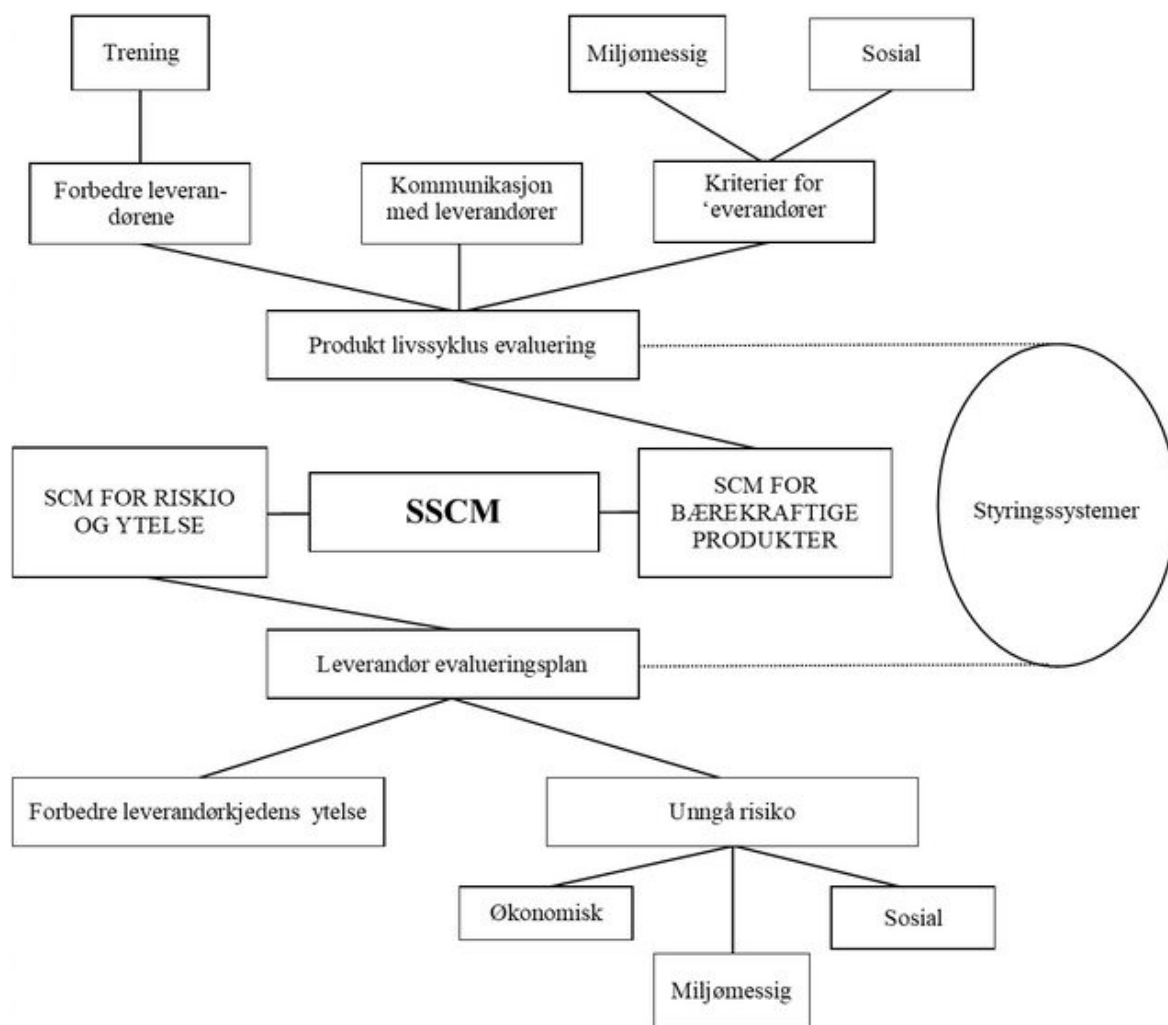 Trening
Miljømessig
Sosial
Forbedre leveran-
dørene
Kommunikasjon
med leverandører
Kriterier for
‘everandører
Produkt livssyklus evaluering
SCM FOR RISKIO
OG YTELSE
SSCM
SCM FOR
BÆREKRAFTIGE
PRODUKTER
Styringssystemer
Leverandør evalueringsplan
Forbedre leverandørkjedens ytelse
Unngå risiko
Økonomisk
Sosial
Miljømessig